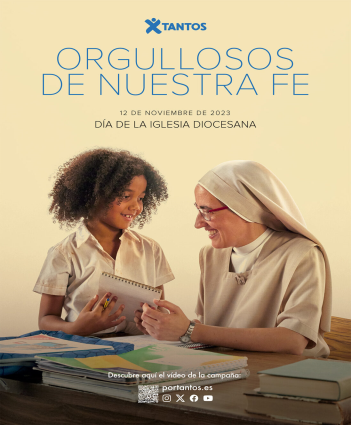 XTANTOS
ORGULLOSOS
DE NUESTRA FE
12 DE NOVIEMBRE DE 2023
DÍA DE LA IGLESIA DIOCESANA
Descubre aquí el vídeo de la campaña:
portantos.es